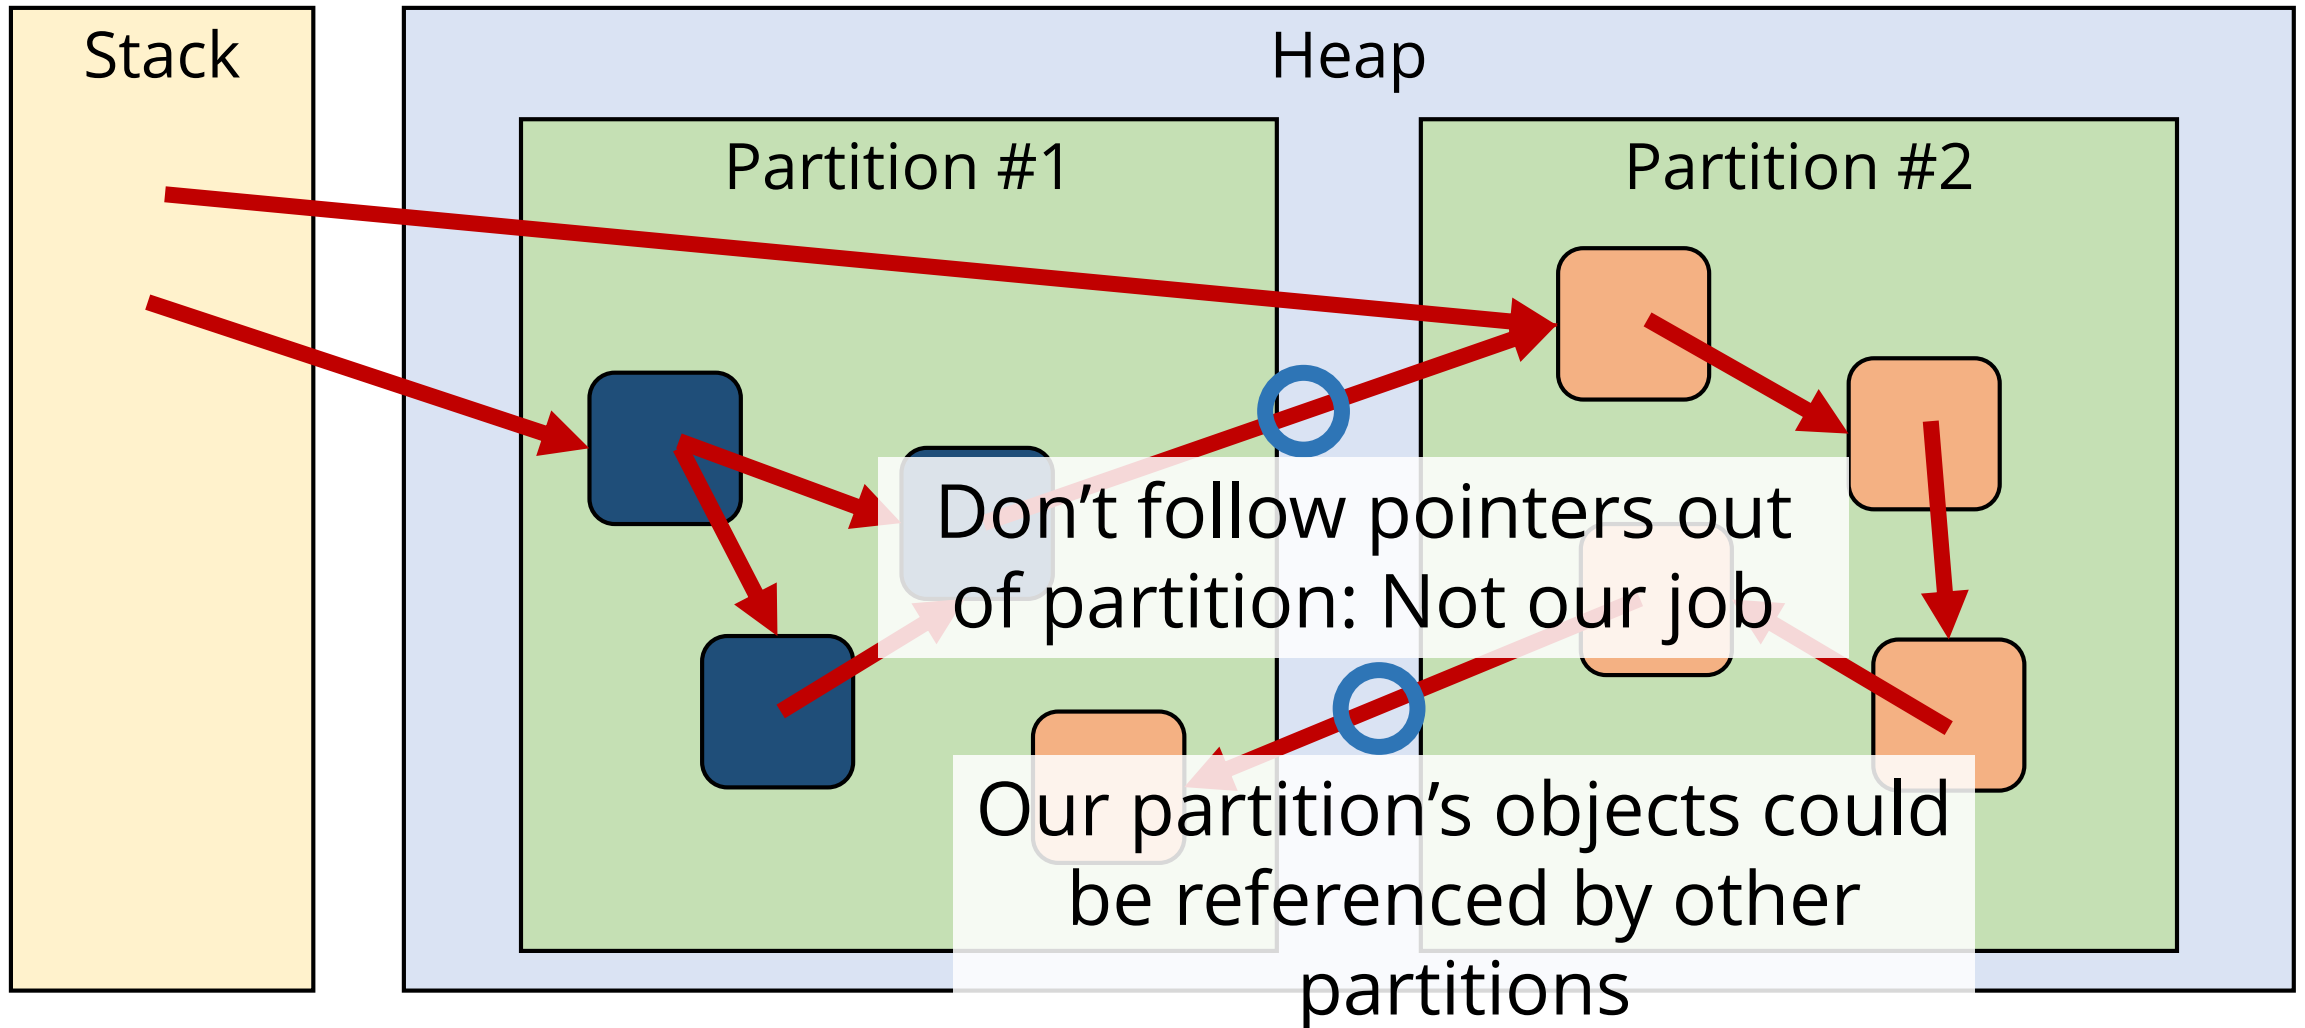 Stack
Heap
Partition #1
Partition #2
Don’t follow pointers out
of partition: Not our job
Our partition’s objects could
be referenced by other
partitions